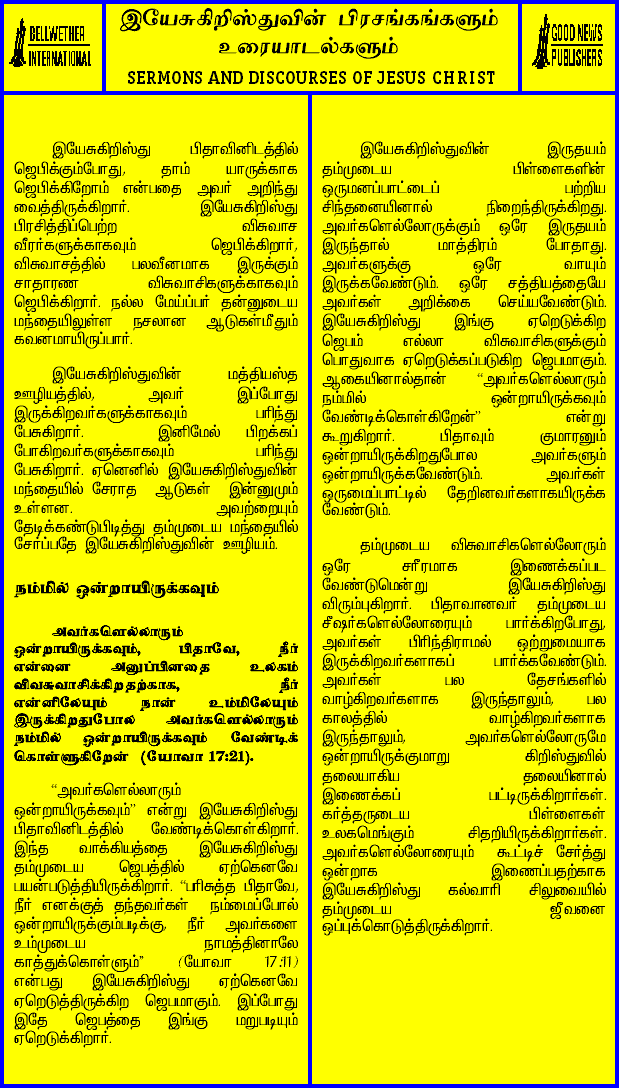 BELLWETHER
INTERNATIONAL
இயேசுகிறிஸ்துவின் பிரசங்கங்களும்
உரையாடல்களும்
SERMONS AND DISCOURSES OF JESUS CHRIST
GOOD NEWS
PUBLISHERS
இயேசுகிறிஸ்து பிதாவினிடத்தில்
ஜெபிக்கும்போது, தாம் யாருக்காக
ஜெபிக்கிறோம் என்பதை அவர் அறிந்து
வைத்திருக்கிறார். இயேசுகிறிஸ்து
பிரசித்திப்பெற்ற விசுவாச
வீரர்களுக்காகவும் ஜெபிக்கிறார்,
விசுவாசத்தில் பலவீனமாக இருக்கும்
சாதாரண விசுவாசிகளுக்காகவும்
ஜெபிக்கிறார். நல்ல மேய்ப்பர் தன்னுடைய
மந்தையிலுள்ள நசலான ஆடுகள்மீதும்
கவனமாயிருப்பார்.
இயேசுகிறிஸ்துவின் மத்தியஸ்த
ஊழியத்தில், அவர் இப்போது
இருக்கிறவர்களுக்காகவும் பரிந்து
பேசுகிறார். இனிமேல் பிறக்கப்
போகிறவர்களுக்காகவும் பரிந்து
பேசுகிறார். ஏனெனில் இயேசுகிறிஸ்துவின்
மந்தையில் சேராத ஆடுகள் இன்னுமும்
உள்ளன. அவற்றையும்
தேடிக்கண்டுபிடித்து தம்முடைய மந்தையில்
சேர்ப்பதே இயேசுகிறிஸ்துவின் ஊழியம்.
நம்மில் ஒன்றாயிருக்கவும்
அவர்களெல்லாரும்
ஒன்றாயிருக்கவும், பிதாவே, நீர்
என்னை அனுப்பினதை உலகம்
விவசுவாசிக்கிறதற்காக, நீர்
என்னிலேயும் நான் உம்மிலேயும்
இருக்கிறதுபோல அவர்களெல்லாரும்
நம்மில் ஒன்றாயிருக்கவும் வேண்டிக்
கொள்ளுகிறேன் (யோவா 17:21).
“அவர்களெல்லாரும்
ஒன்றாயிருக்கவும்” என்று இயேசுகிறிஸ்து
பிதாவினிடத்தில் வேண்டிக்கொள்கிறார்.
இந்த வாக்கியத்தை இயேசுகிறிஸ்து
தம்முடைய ஜெபத்தில் ஏற்கெனவே
பயன்படுத்தியிருக்கிறார். “பரிசுத்த பிதாவே,
நீர் எனக்குத் தந்தவர்கள் நம்மைப்போல்
ஒன்றாயிருக்கும்படிக்கு, நீர் அவர்களை
உம்முடைய நாமத்தினாலே
காத்துக்கொள்ளும்” (யோவா 17:11)
என்பது இயேசுகிறிஸ்து ஏற்கெனவே
ஏறெடுத்திருக்கிற ஜெபமாகும். இப்போது
இதே ஜெபத்தை இங்கு மறுபடியும்
ஏறெடுக்கிறார்.
இயேசுகிறிஸ்துவின் இருதயம்
தம்முடைய பிள்ளைகளின்
ஒருமனப்பாட்டைப் பற்றிய
சிந்தனையினால் நிறைந்திருக்கிறது.
அவர்களெல்லோருக்கும் ஒரே இருதயம்
இருந்தால் மாத்திரம் போதாது.
அவர்களுக்கு ஒரே வாயும்
இருக்கவேண்டும். ஒரே சத்தியத்தையே
அவர்கள் அறிக்கை செய்யவேண்டும்.
இயேசுகிறிஸ்து இங்கு ஏறெடுக்கிற
ஜெபம் எல்லா விசுவாசிகளுக்கும்
பொதுவாக ஏறெடுக்கப்படுகிற ஜெபமாகும்.
ஆகையினால்தான் “அவர்களெல்லாரும்
நம்மில் ஒன்றாயிருக்கவும்
வேண்டிக்கொள்கிறேன்” என்று
கூறுகிறார். பிதாவும் குமாரனும்
ஒன்றாயிருக்கிறதுபோல அவர்களும்
ஒன்றாயிருக்கவேண்டும். அவர்கள்
ஒருமைப்பாட்டில் தேறினவர்களாகயிருக்க
வேண்டும்.
தம்முடைய விசுவாசிகளெல்லோரும்
ஒரே சரீரமாக இணைக்கப்பட
வேண்டுமென்று இயேசுகிறிஸ்து
விரும்புகிறார். பிதாவானவர் தம்முடைய
சீஷர்களெல்லோரையும் பார்க்கிறபோது,
அவர்கள் பிரிந்திராமல் ஒற்றுமையாக
இருக்கிறவர்களாகப் பார்க்கவேண்டும்.
அவர்கள் பல தேசங்களில்
வாழ்கிறவர்களாக இருந்தாலும், பல
காலத்தில் வாழ்கிறவர்களாக
இருந்தாலும், அவர்களெல்லோருமே
ஒன்றாயிருக்குமாறு கிறிஸ்துவில்
தலையாகிய தலையினால்
இணைக்கப் பட்டிருக்கிறார்கள்.
கர்த்தருடைய பிள்ளைகள்
உலகமெங்கும் சிதறியிருக்கிறார்கள்.
அவர்களெல்லோரையும் கூட்டிச் சேர்த்து
ஒன்றாக இணைப்பதற்காக
இயேசுகிறிஸ்து கல்வாரி சிலுவையில்
தம்முடைய ஜீவனை
ஒப்புக்கொடுத்திருக்கிறார்.